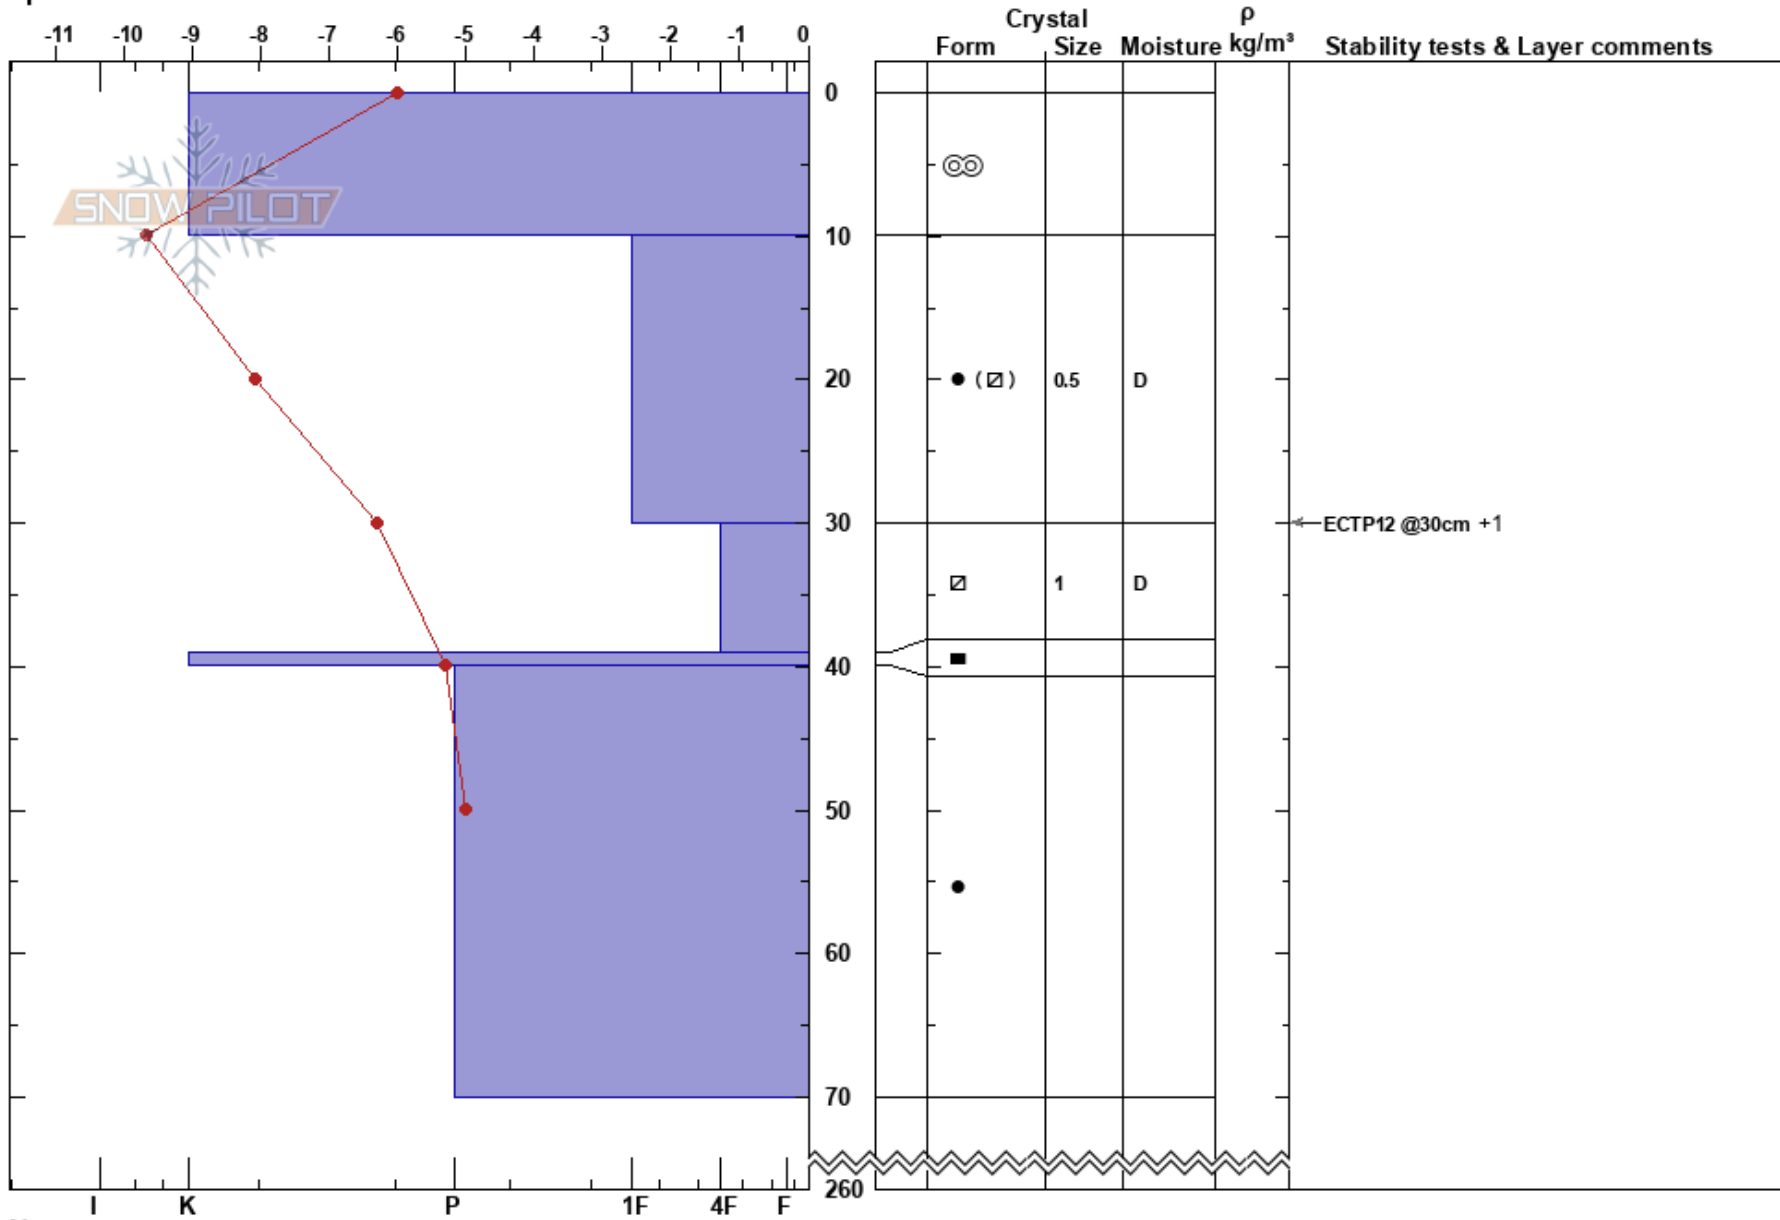 Crystal ρ
-11 -10 -9 -8 -7 -6 -5 -4 -3 -2 -1 0 Form Size Moisture kg/m³ Stability tests & Layer comments
0
SNOW PILOT
10
20 ( ) 0.5 D
30 ECTP12 @30cm +1
1 D
40
50
60
70
260
I K P 1F 4F F